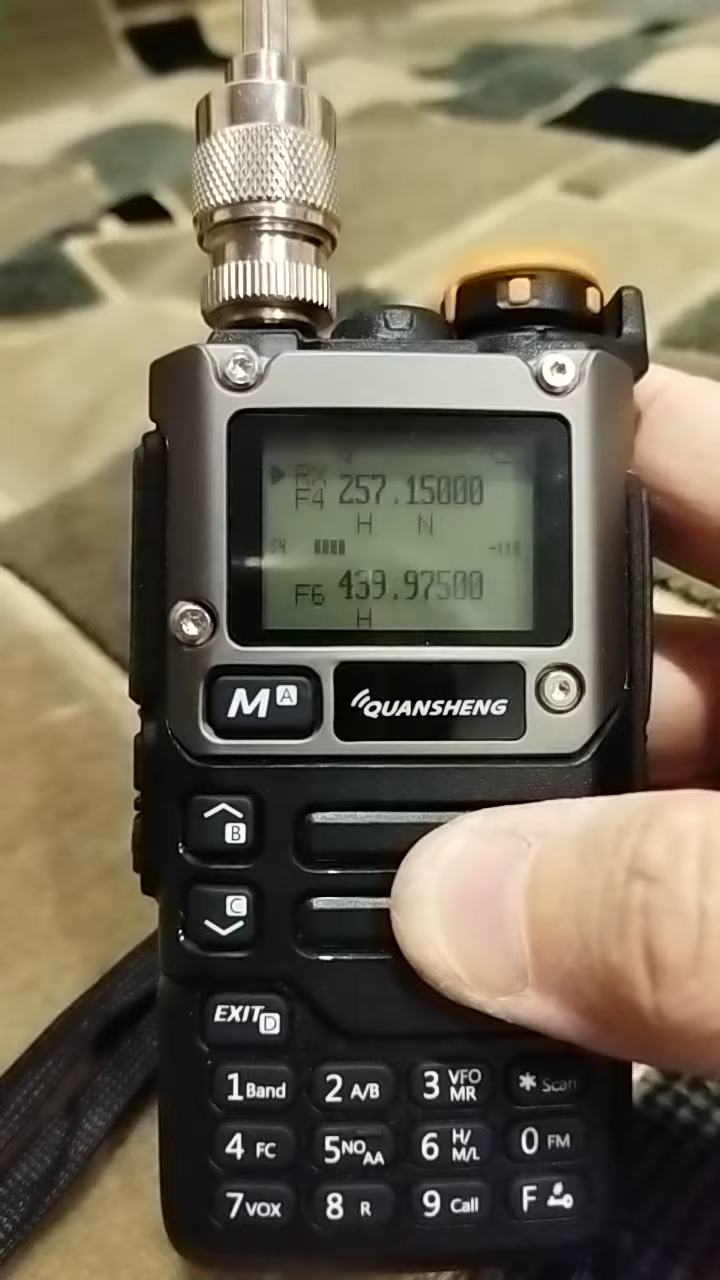 RX
F4 257.15000
H N
S4 -118
F6 439.97500
H
M A
QUANSHENG
B
C
EXIT D
1 Band 2 A/B 3 VFO MR * Scan
4 FC 5 NO AA 6 H/M/L 0 FM
7 VOX 8 R 9 Call F